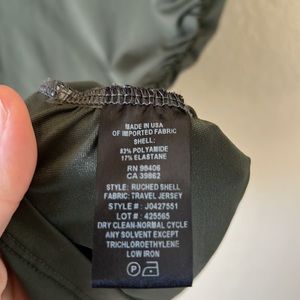 MADE IN USA
OF IMPORTED FABRIC
SHELL:
83% POLYAMIDE
17% ELASTANE
RN 98406
CA 39862
STYLE: RUCHED SHELL
FABRIC: TRAVEL JERSEY
STYLE # : J0427551
LOT # : 425565
DRY CLEAN-NORMAL CYCLE
ANY SOLVENT EXCEPT
TRICHLOROETHYLENE
LOW IRON
P